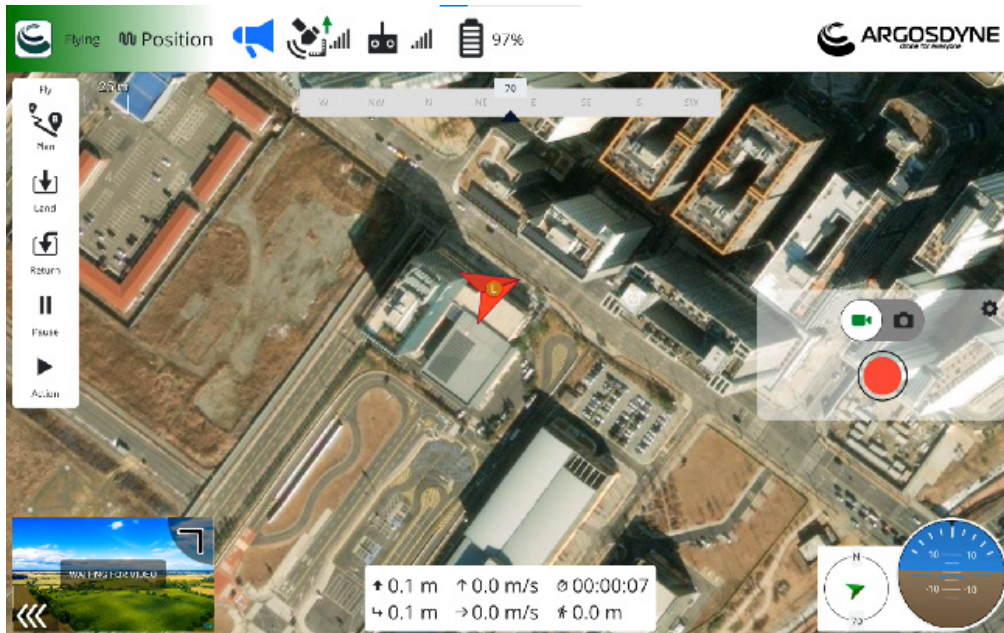 Flying
Position
97%
ARGOSDYNE
drone for everyone
Fly
25 m
Plan
Land
Return
Pause
Action
70
W NW N NE E SE S SW
L
WAITING FOR VIDEO
0.1 m 0.0 m/s 00:00:07
0.1 m 0.0 m/s 0.0 m
N
70
10 10
-10 -10